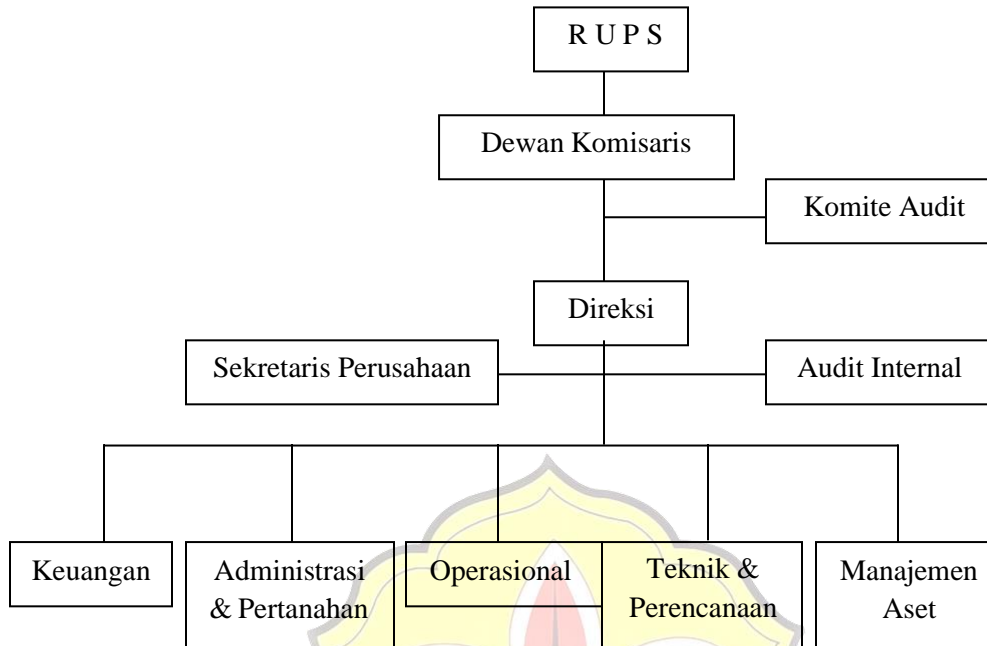 R U P S
Dewan Komisaris
Komite Audit
Direksi
Sekretaris Perusahaan
Audit Internal
Keuangan
Administrasi
& Pertanahan
Operasional
Teknik &
Perencanaan
Manajemen
Aset